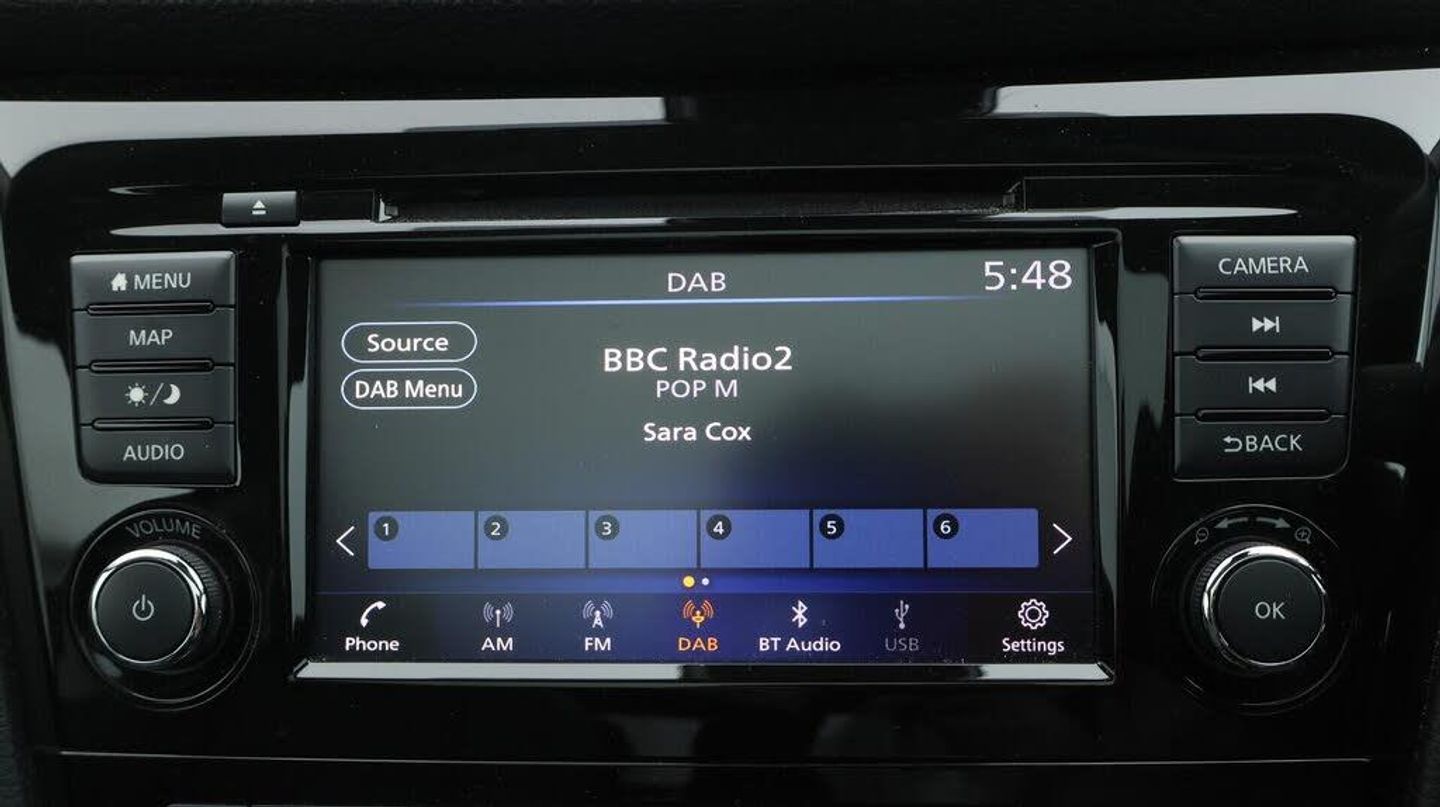 MENU
MAP
AUDIO
VOLUME
DAB
5:48
Source
DAB Menu
BBC Radio2
POP M
Sara Cox
1 2 3 4 5 6
Phone AM FM DAB BT Audio USB Settings
CAMERA
BACK
OK